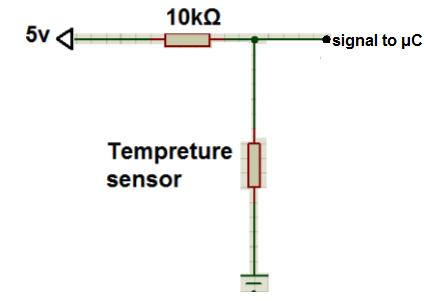 10kΩ
5v
signal to µC
Tempreture
sensor